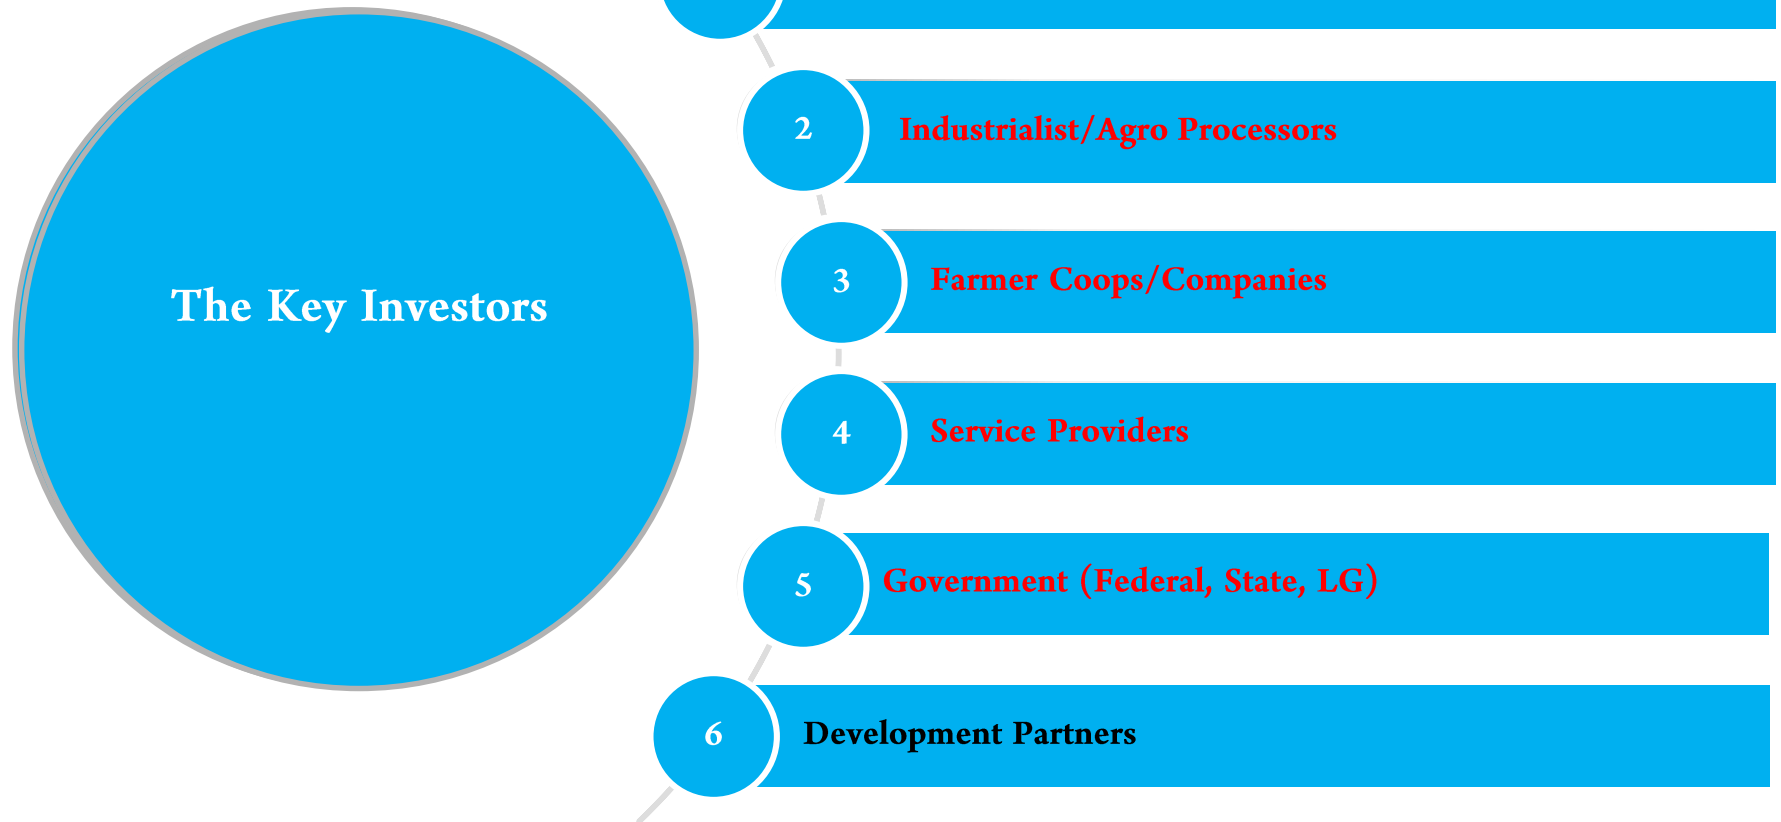 The Key Investors
2
Industrialist/Agro Processors
3
Farmer Coops/Companies
4
Service Providers
5
Government (Federal, State, LG)
6
Development Partners